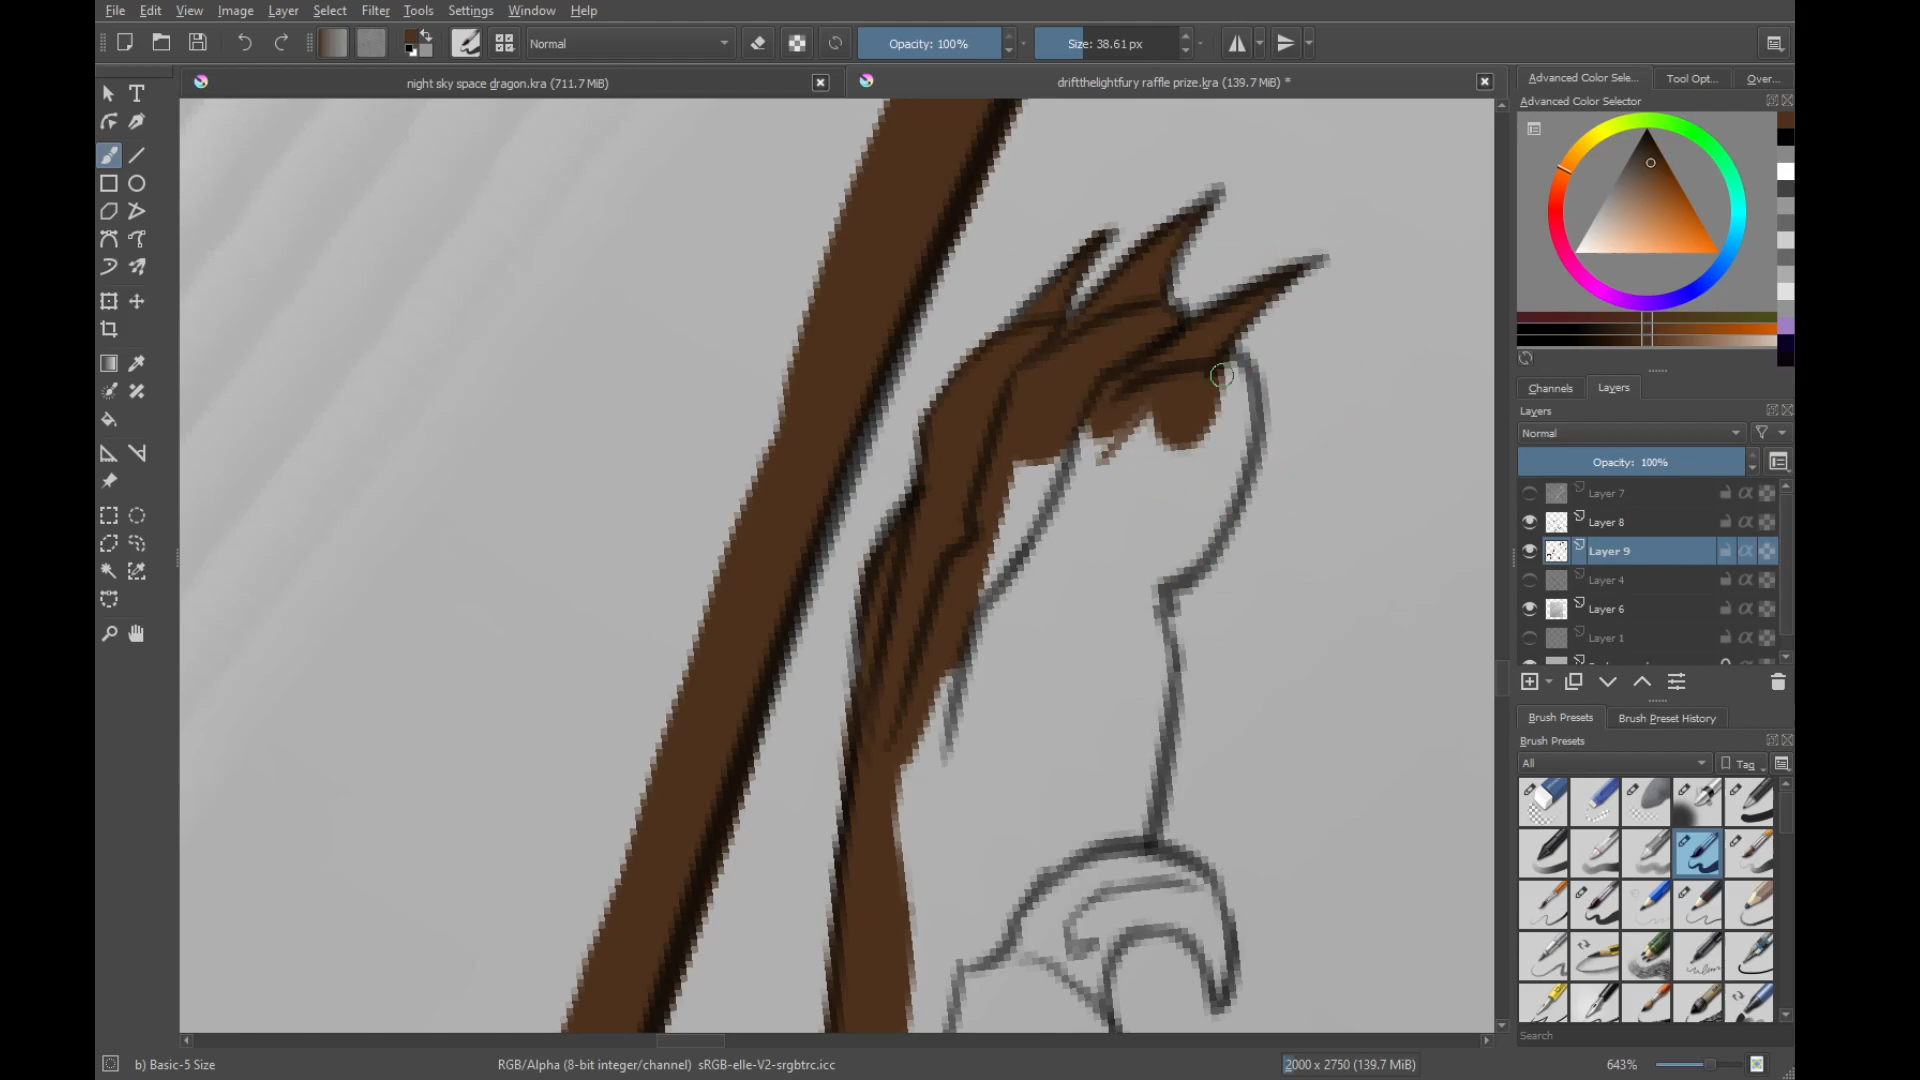 File Edit View Image Layer Select Filter Tools Settings Window Help
Normal Opacity: 100% Size: 38.61 px
night sky space dragon.kra (711.7 MiB) driftthelightfury raffle prize.kra (139.7 MiB) *
Advanced Color Sele... Tool Opt... Over...
Advanced Color Selector
Channels Layers
Layers
Normal
Opacity: 100%
Layer 7
Layer 8
Layer 9
Layer 4
Layer 6
Layer 1
Brush Presets Brush Preset History
Brush Presets
All Tag
Search
b) Basic-5 Size RGB/Alpha (8-bit integer/channel) sRGB-elle-V2-srgbtrc.icc 2000 x 2750 (139.7 MiB) 643%